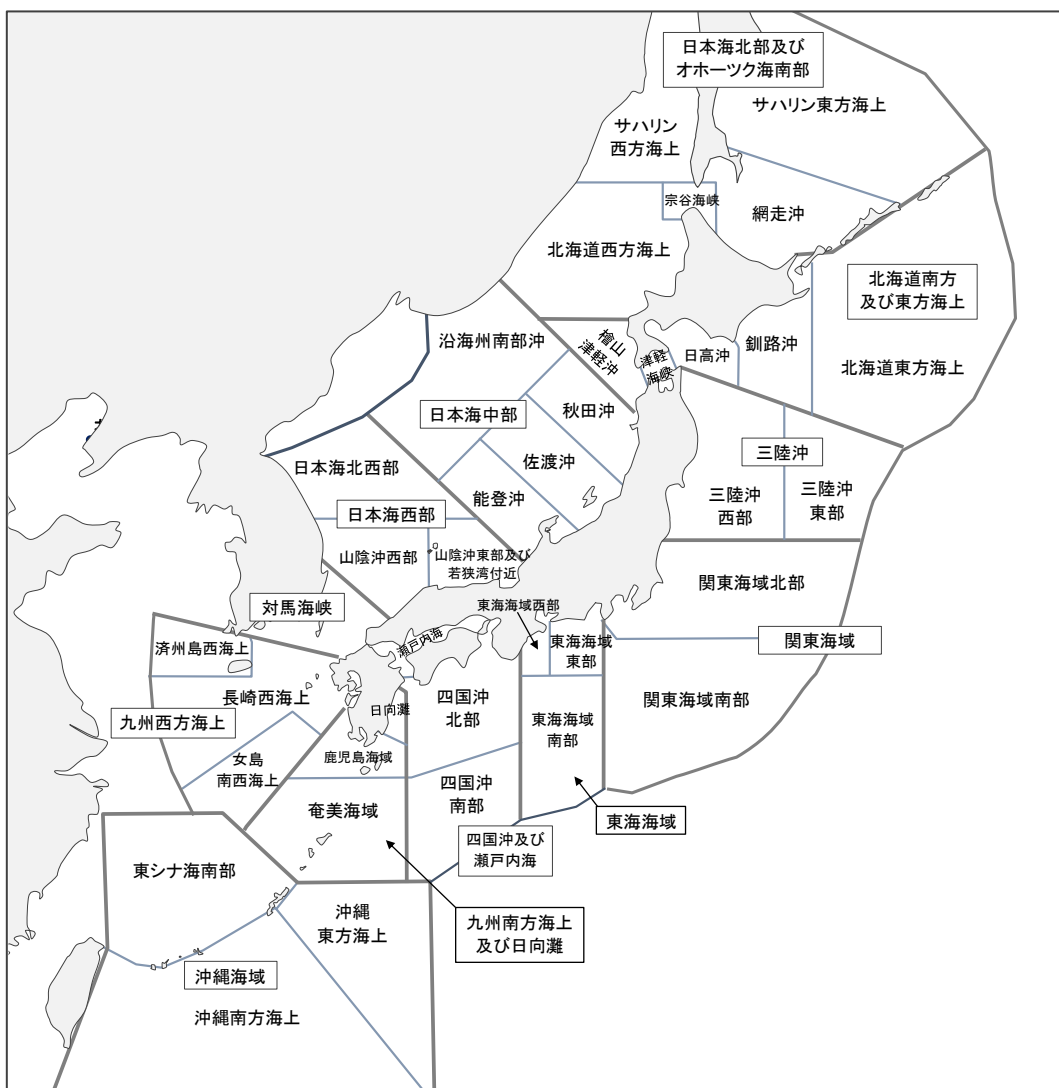 日本海北部及び
オホーツク海南部
サハリン東方海上
サハリン
西方海上
宗谷海峡
網走沖
北海道西方海上
北海道南方
及び東方海上
檜山
津軽沖
津軽
海峡
日高沖
釧路沖
北海道東方海上
沿海州南部沖
日本海中部
秋田沖
佐渡沖
能登沖
三陸沖
三陸沖
西部
三陸沖
東部
日本海北西部
日本海西部
山陰沖西部
山陰沖東部及び
若狭湾付近
関東海域北部
関東海域
関東海域南部
対馬海峡
東海海域西部
東海海域
東部
瀬戸内海
済州島西海上
長崎西海上
九州西方海上
女島
南西海上
日向灘
鹿児島海域
四国沖
北部
東海海域
南部
四国沖
南部
東海海域
奄美海域
四国沖及び
瀬戸内海
東シナ海南部
沖縄
東方海上
九州南方海上
及び日向灘
沖縄海域
沖縄南方海上